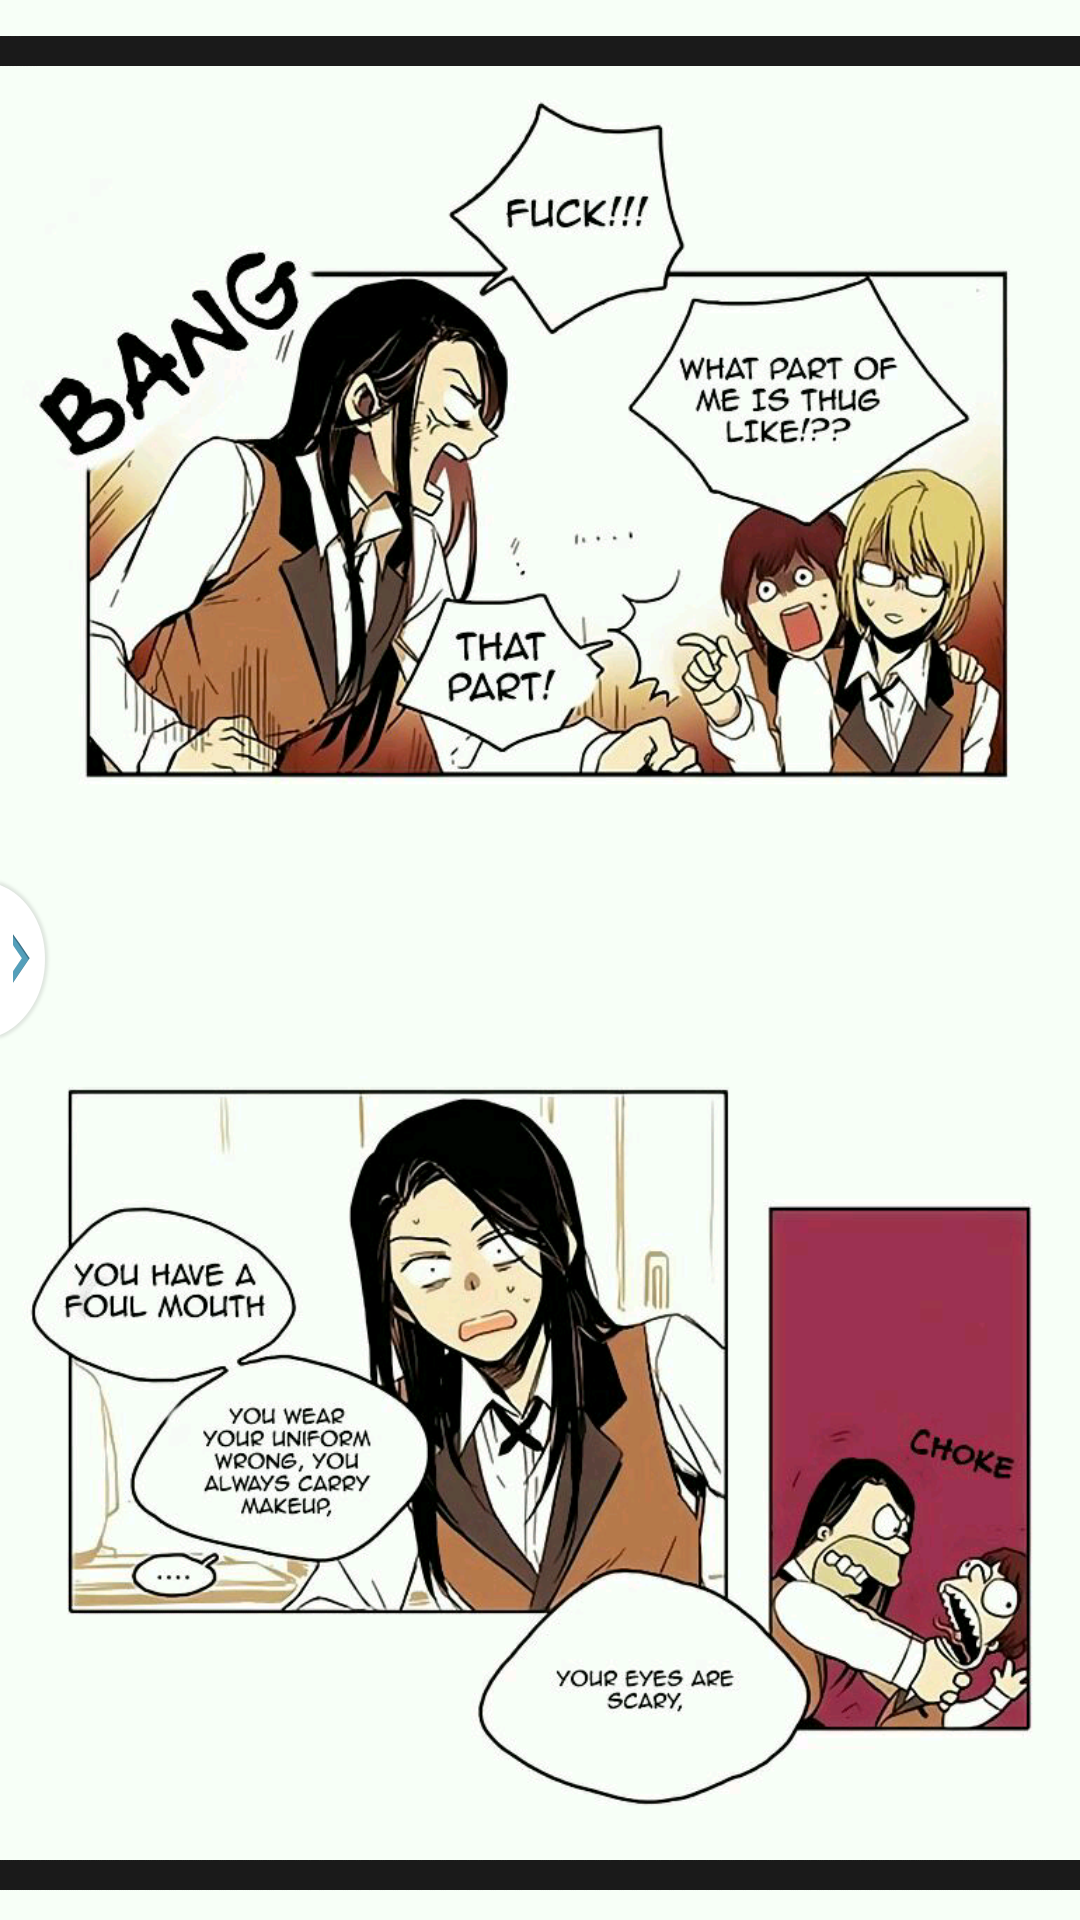 FUCK!!!
BANG
WHAT PART OF
ME IS THUG
LIKE!??
.....
THAT
PART!
YOU HAVE A
FOUL MOUTH
YOU WEAR
YOUR UNIFORM
WRONG, YOU
ALWAYS CARRY
MAKEUP,
....
CHOKE
YOUR EYES ARE
SCARY,